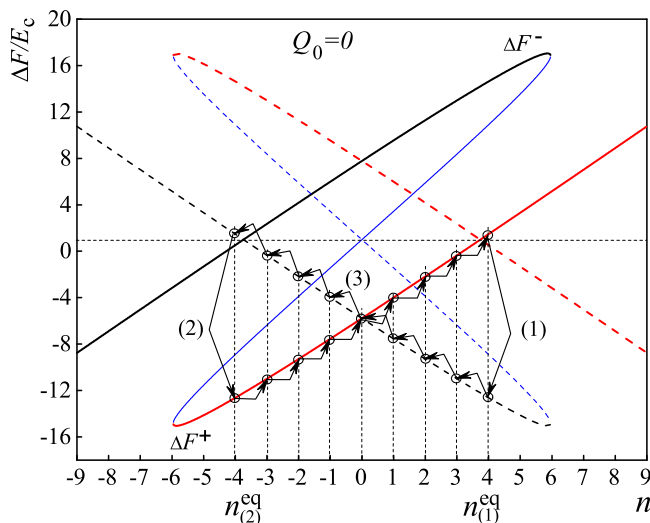 ΔF/E_c
Q_0=0
ΔF⁻
20
16
12
8
4
0
-4
-8
-12
-16
(3)
(2)
(1)
ΔF⁺
-9 -8 -7 -6 -5 -4 -3 -2 -1 0 1 2 3 4 5 6 7 8 9
n^eq_(2) n^eq_(1) n